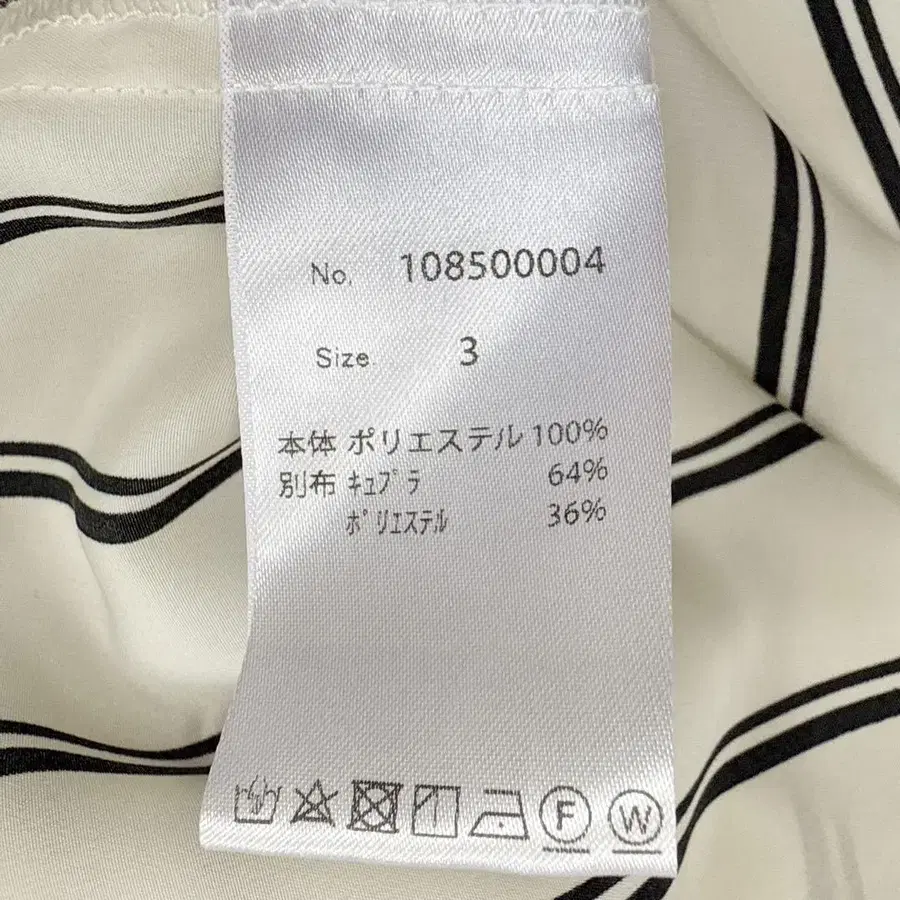 No. 108500004
Size 3
本体 ポリエステル 100%
別布 ｷｭﾌﾟﾗ 64%
ﾎﾟﾘｴｽﾃﾙ 36%
F W